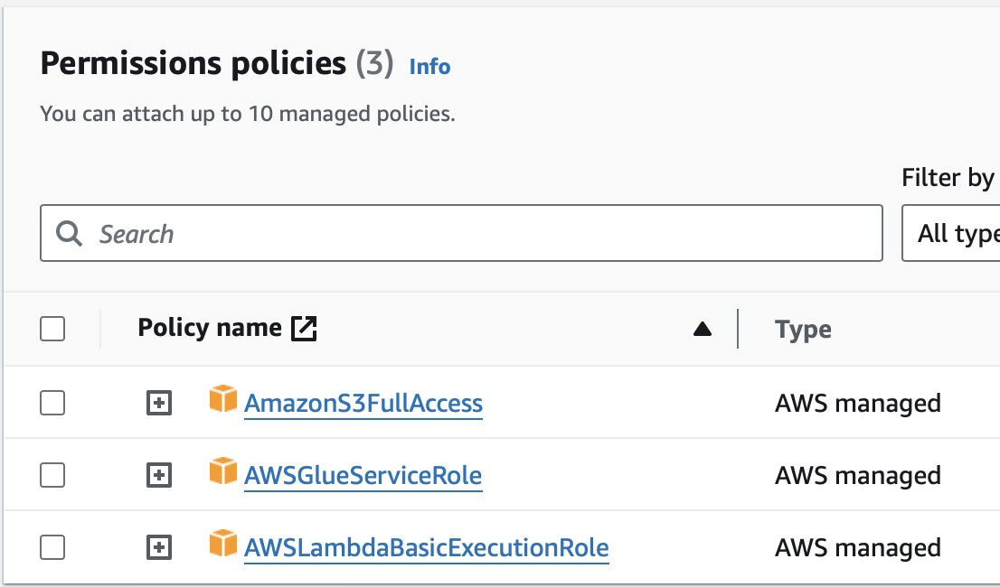 Permissions policies (3) Info
You can attach up to 10 managed policies.
Filter by
Search
All type
Policy name Type
AmazonS3FullAccess AWS managed
AWSGlueServiceRole AWS managed
AWSLambdaBasicExecutionRole AWS managed